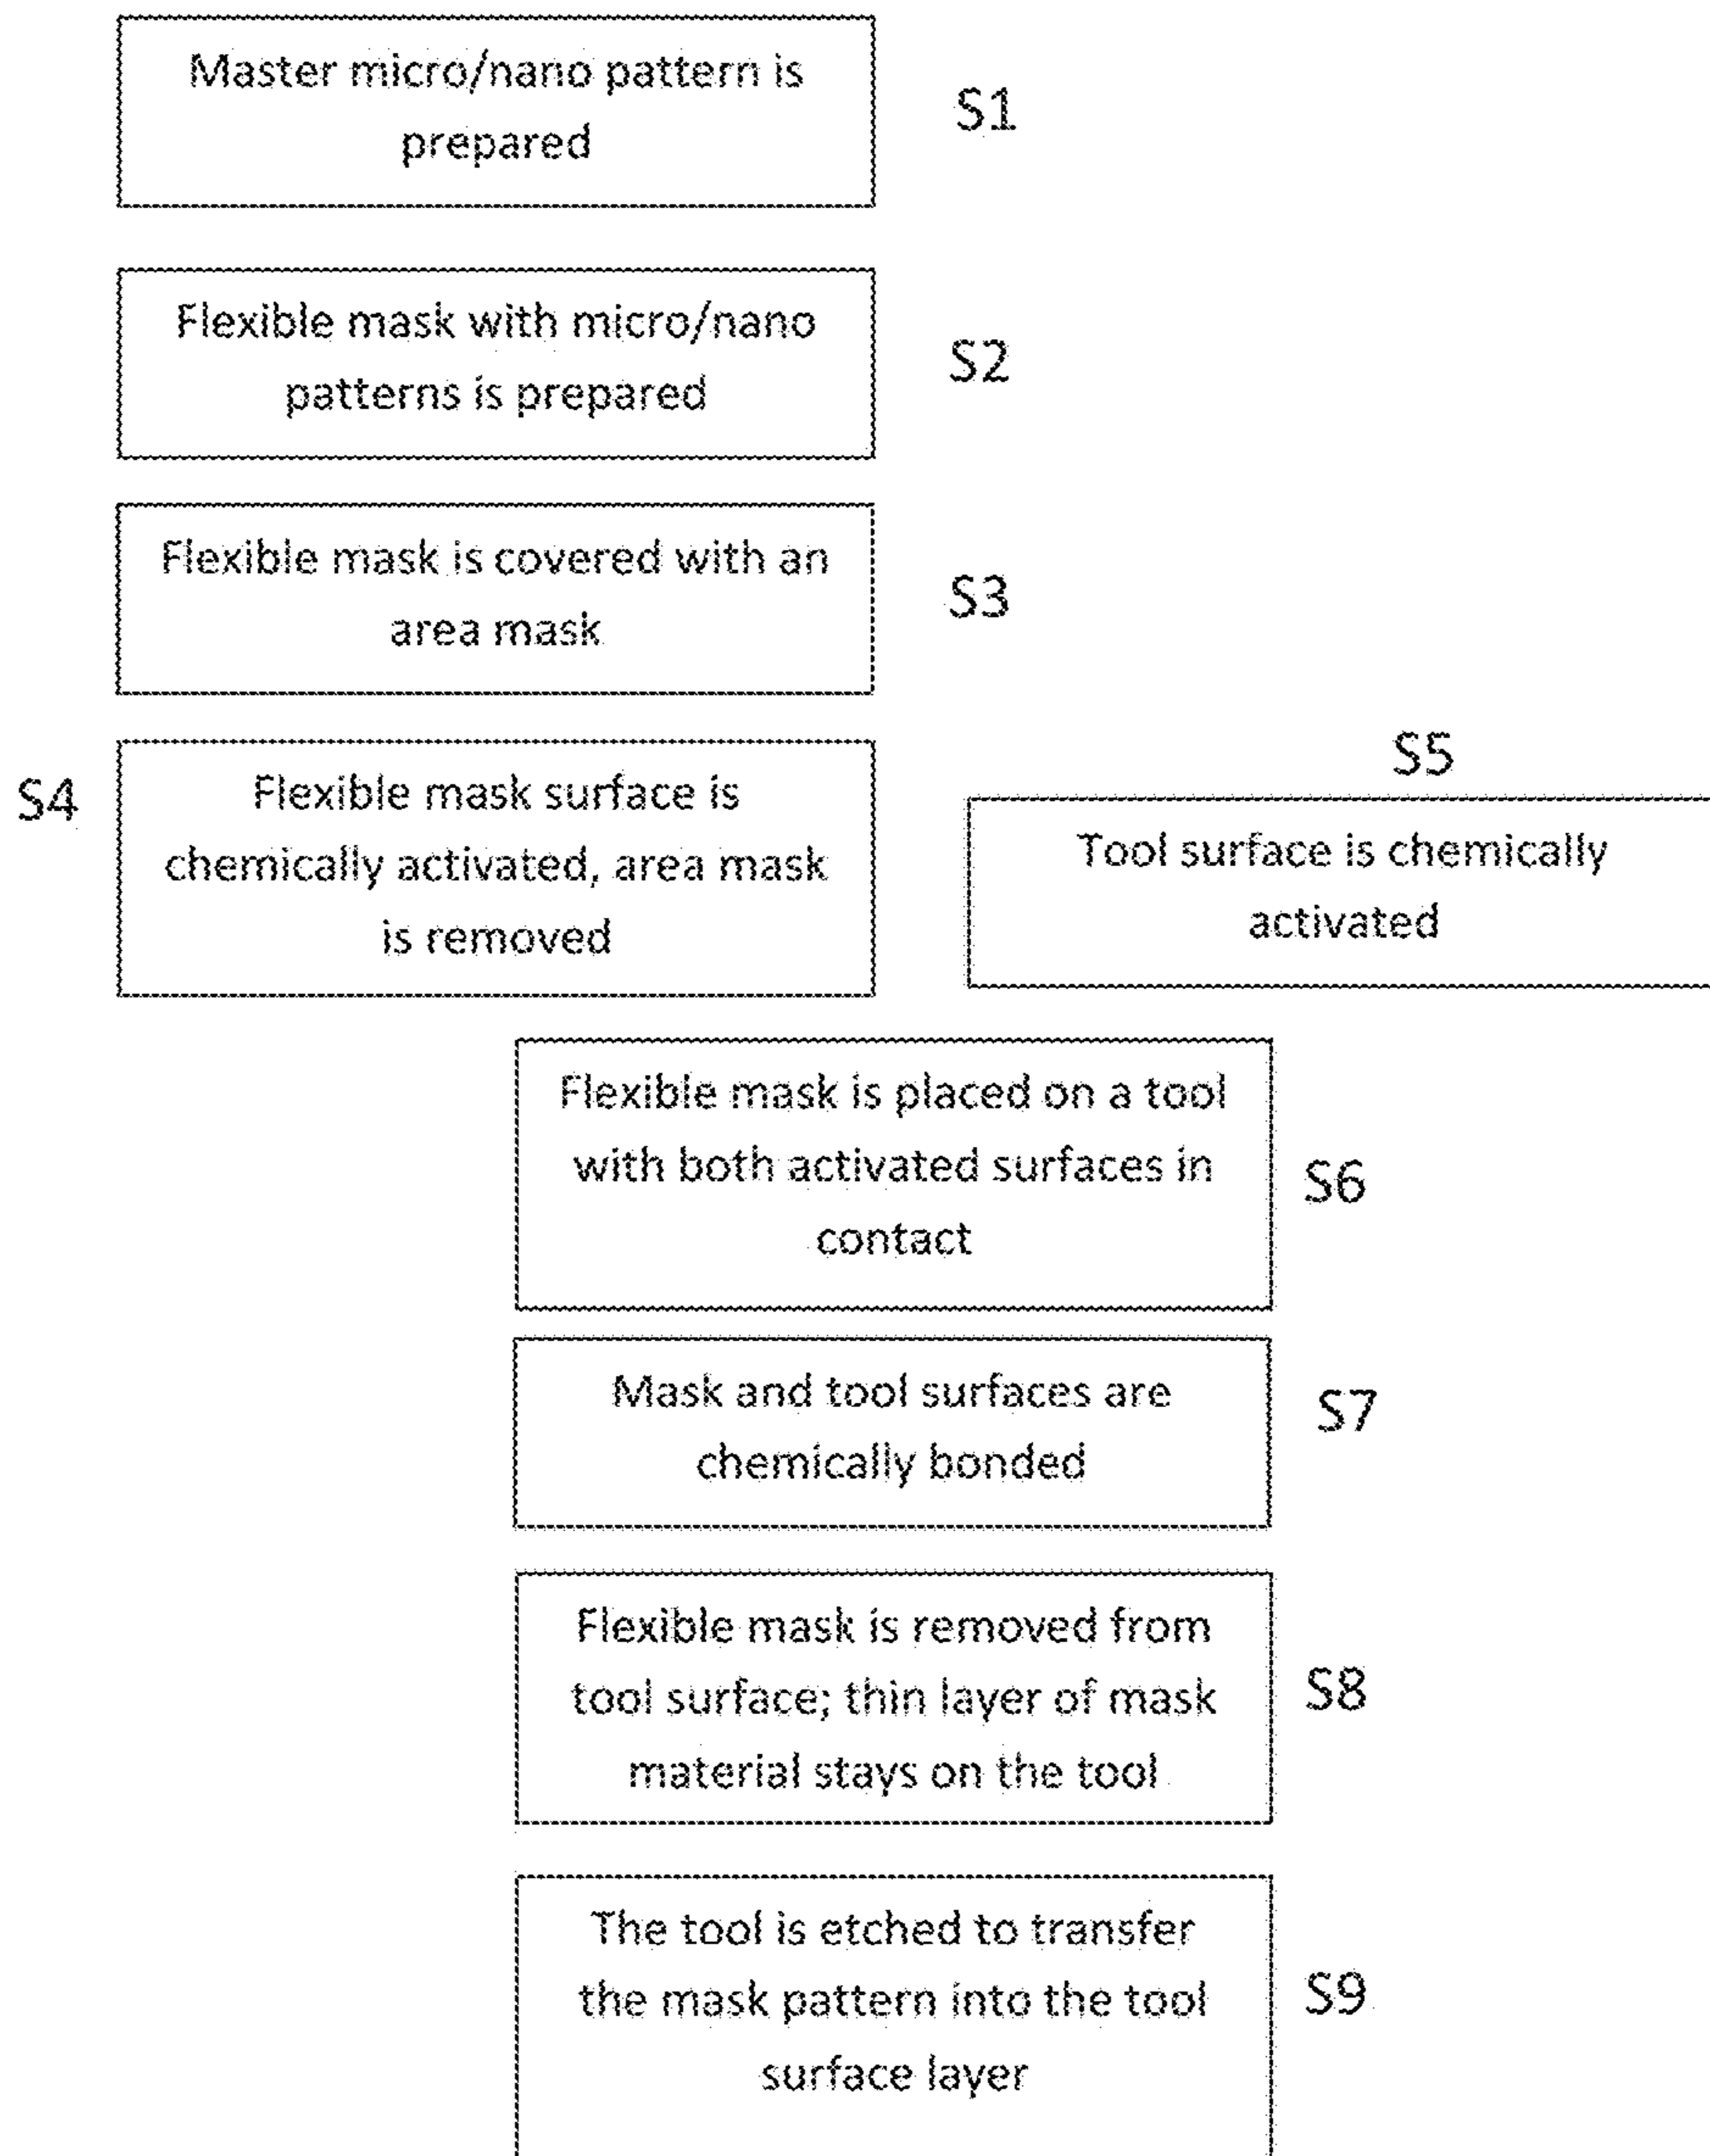 Master micro/nano pattern is
prepared
S1
Flexible mask with micro/nano
patterns is prepared
S2
Flexible mask is covered with an
area mask
S3
S4
Flexible mask surface is
chemically activated, area mask
is removed
S5
Tool surface is chemically
activated
Flexible mask is placed on a tool
with both activated surfaces in
contact
S6
Mask and tool surfaces are
chemically bonded
S7
Flexible mask is removed from
tool surface; thin layer of mask
material stays on the tool
S8
The tool is etched to transfer
the mask pattern into the tool
surface layer
S9